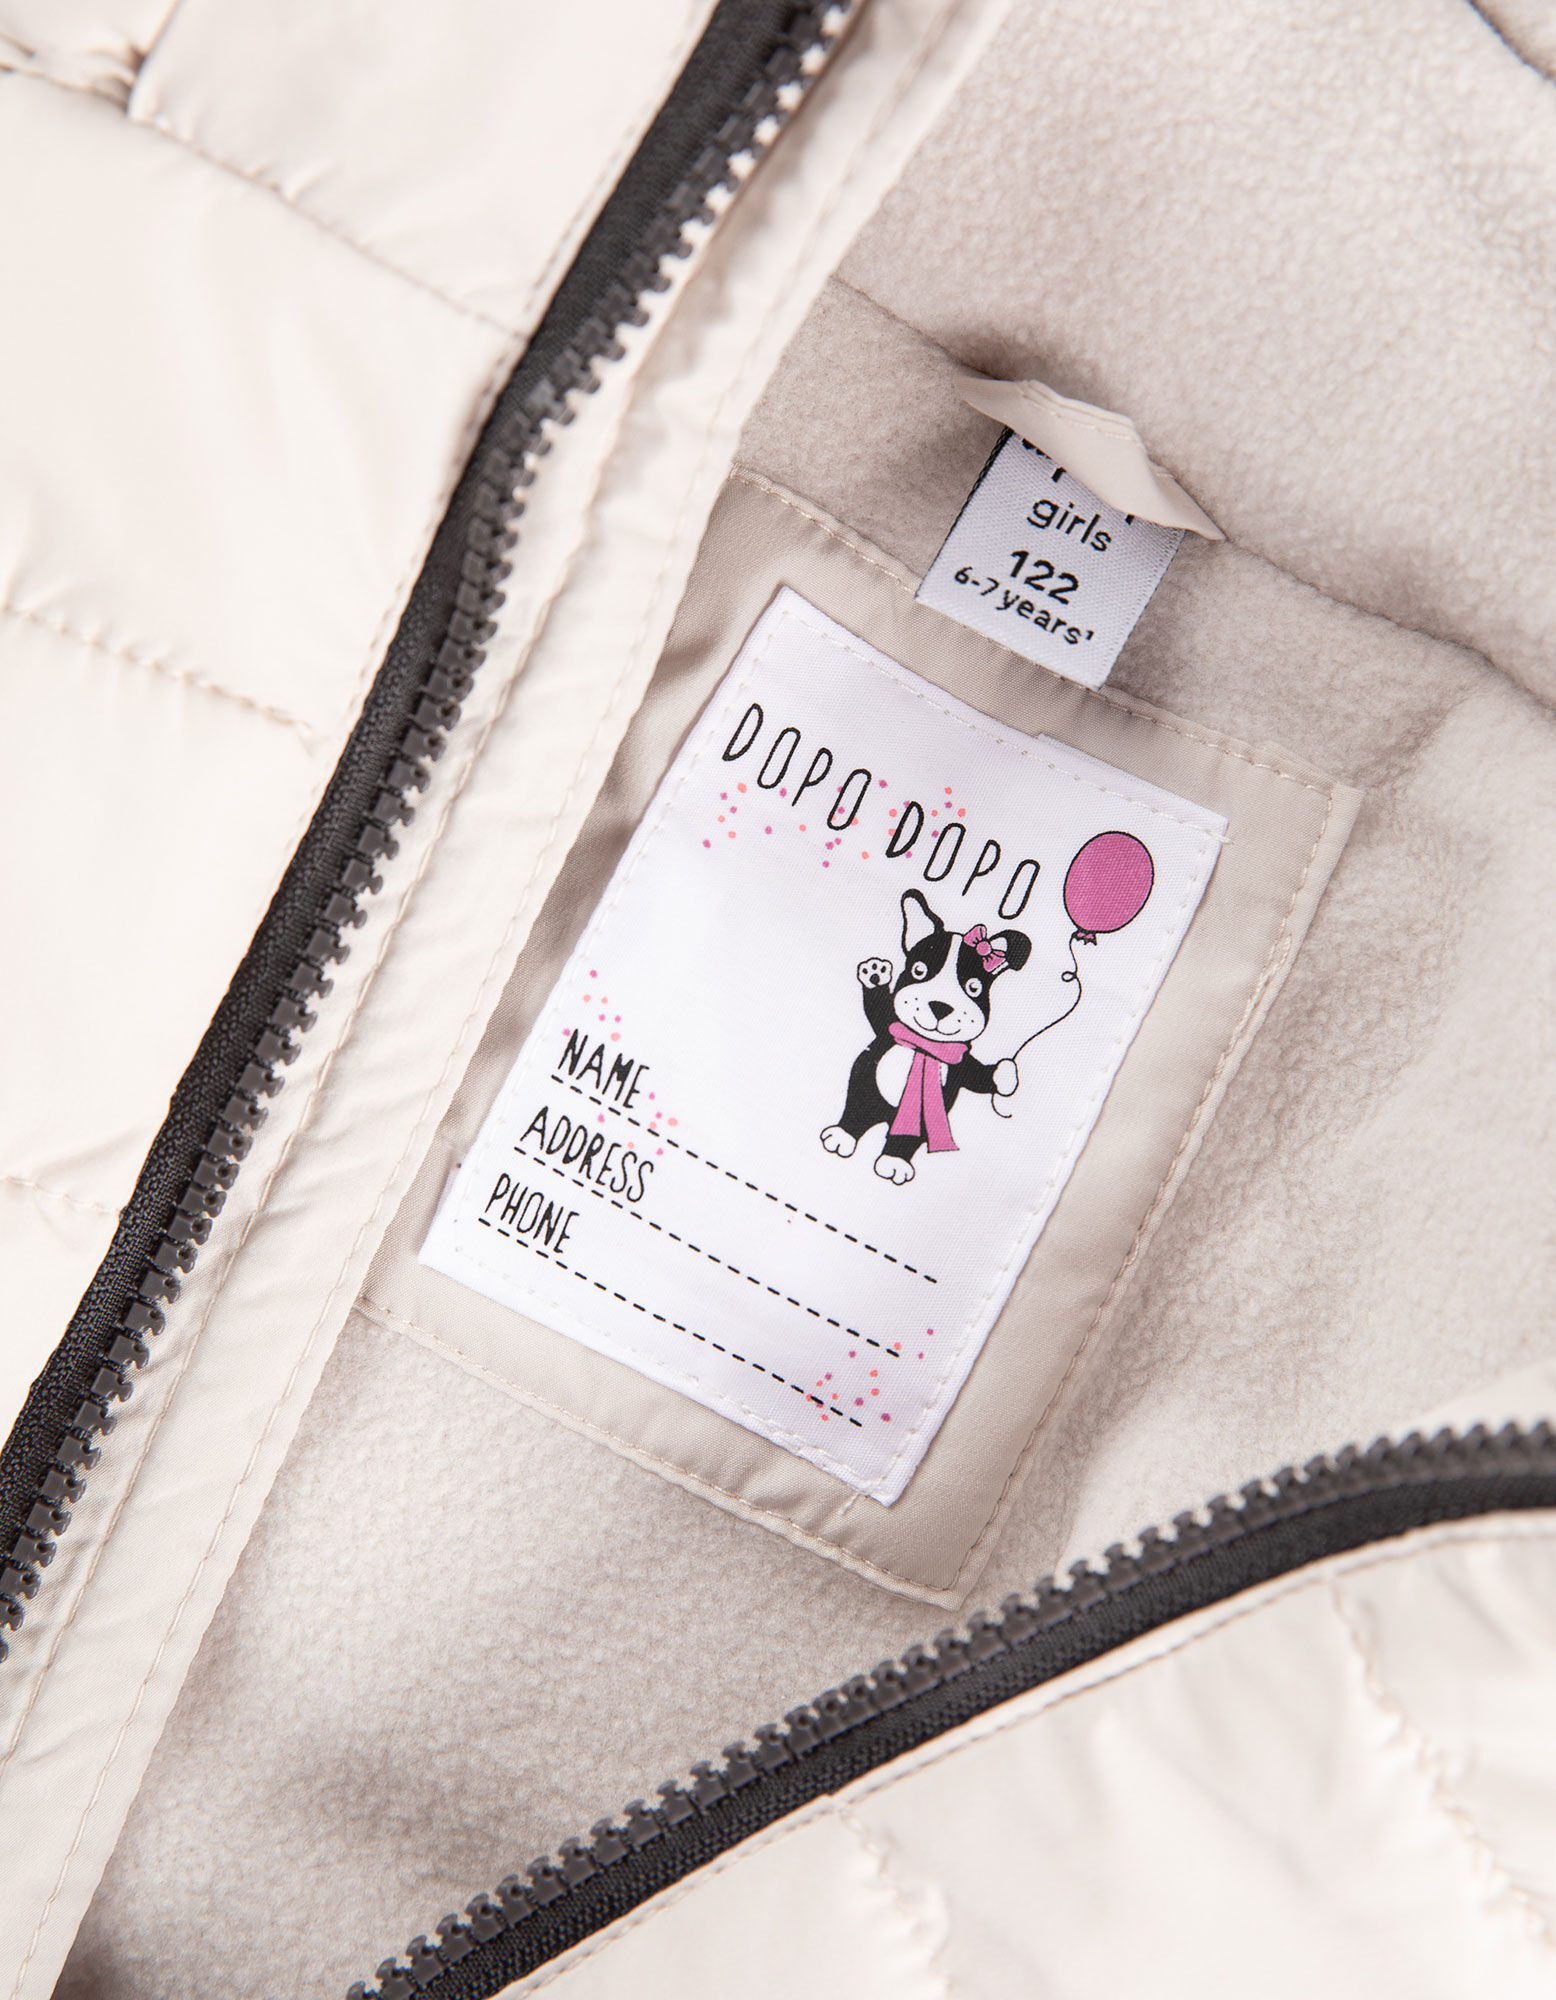 girls
122
6-7 years¹
DOPO DOPO
NAME
ADDRESS
PHONE